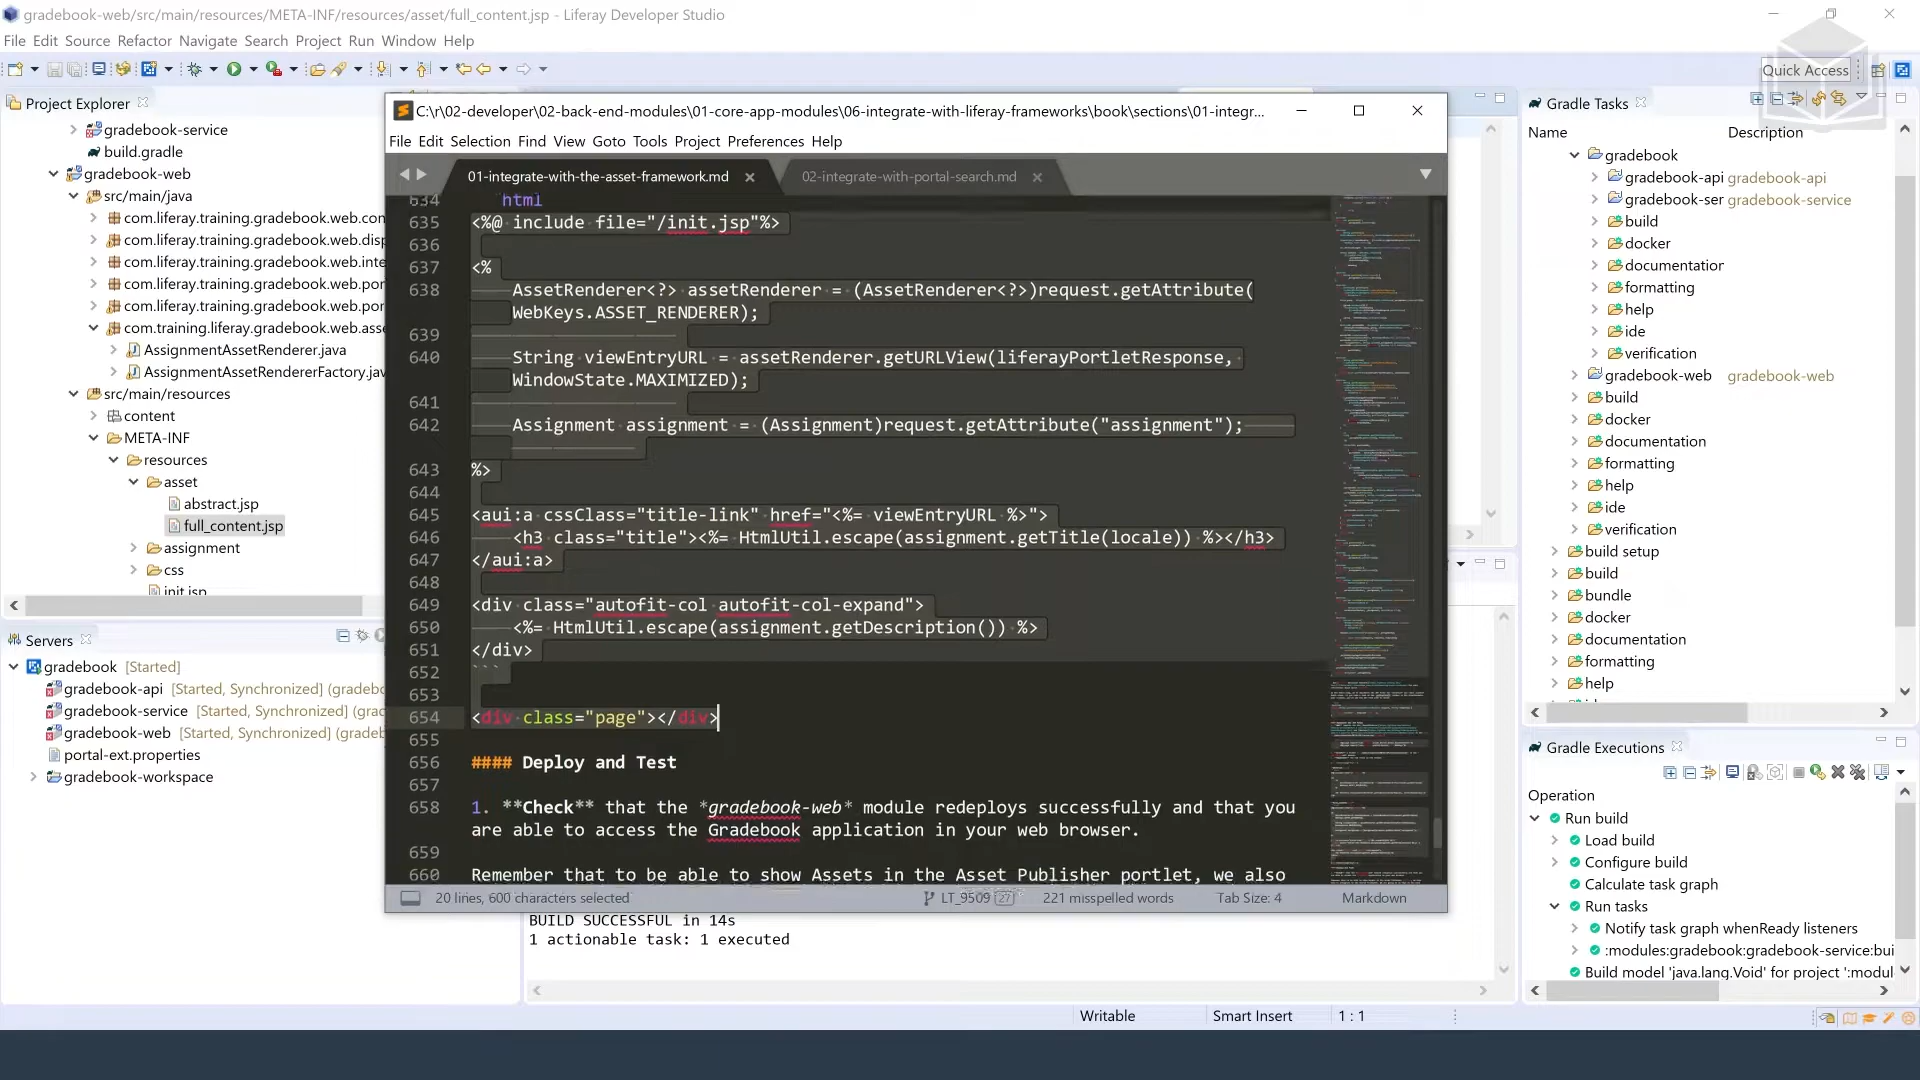 gradebook-web/src/main/resources/META-INF/resources/asset/full_content.jsp - Liferay Developer Studio
File Edit Source Refactor Navigate Search Project Run Window Help
Quick Access
Project Explorer
gradebook-service
build.gradle
gradebook-web
src/main/java
com.liferay.training.gradebook.web.con
com.liferay.training.gradebook.web.disp
com.liferay.training.gradebook.web.inte
com.liferay.training.gradebook.web.por
com.liferay.training.gradebook.web.por
com.training.liferay.gradebook.web.asse
AssignmentAssetRenderer.java
AssignmentAssetRendererFactory.jav
src/main/resources
content
META-INF
resources
asset
abstract.jsp
full_content.jsp
assignment
css
init.jsp
Servers
gradebook [Started]
gradebook-api [Started, Synchronized] (gradebo
gradebook-service [Started, Synchronized] (grad
gradebook-web [Started, Synchronized] (gradeb
portal-ext.properties
gradebook-workspace
C:\r\02-developer\02-back-end-modules\01-core-app-modules\06-integrate-with-liferay-frameworks\book\sections\01-integr...
File Edit Selection Find View Goto Tools Project Preferences Help
01-integrate-with-the-asset-framework.md
02-integrate-with-portal-search.md
634 ```html
635 <%@ include file="/init.jsp"%>
636
637 <%
638 AssetRenderer<?> assetRenderer = (AssetRenderer<?>)request.getAttribute(
WebKeys.ASSET_RENDERER);
639
640 String viewEntryURL = assetRenderer.getURLView(liferayPortletResponse,
WindowState.MAXIMIZED);
641
642 Assignment assignment = (Assignment)request.getAttribute("assignment");
643 %>
644
645 <aui:a cssClass="title-link" href="<%= viewEntryURL %>">
646 <h3 class="title"><%= HtmlUtil.escape(assignment.getTitle(locale)) %></h3>
647 </aui:a>
648
649 <div class="autofit-col autofit-col-expand">
650 <%= HtmlUtil.escape(assignment.getDescription()) %>
651 </div>
652 ```
653
654 <div class="page"></div>
655
656 #### Deploy and Test
657
658 1. **Check** that the *gradebook-web* module redeploys successfully and that you
are able to access the Gradebook application in your web browser.
659
660 Remember that to be able to show Assets in the Asset Publisher portlet, we also
20 lines, 600 characters selected
LT_9509 27
221 misspelled words
Tab Size: 4
Markdown
BUILD SUCCESSFUL in 14s
1 actionable task: 1 executed
Writable
Smart Insert
1 : 1
Gradle Tasks
Name Description
gradebook
gradebook-api gradebook-api
gradebook-ser gradebook-service
build
docker
documentation
formatting
help
ide
verification
gradebook-web gradebook-web
build
docker
documentation
formatting
help
ide
verification
build setup
build
bundle
docker
documentation
formatting
help
Gradle Executions
Operation
Run build
Load build
Configure build
Calculate task graph
Run tasks
Notify task graph whenReady listeners
:modules:gradebook:gradebook-service:bui
Build model 'java.lang.Void' for project ':modul